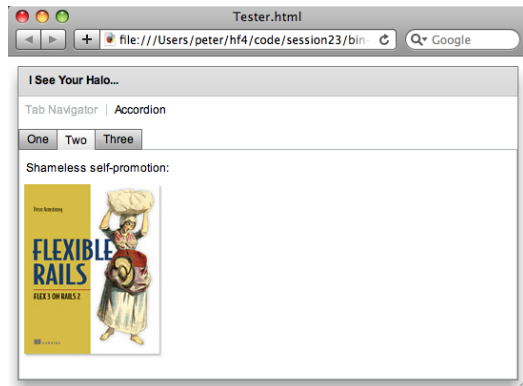 Tester.html
file:///Users/peter/hf4/code/session23/bin-
Google
I See Your Halo...
Tab Navigator | Accordion
One Two Three
Shameless self-promotion:
Peter Armstrong
FLEXIBLE
RAILS
FLEX 3 ON RAILS 2
MANNING